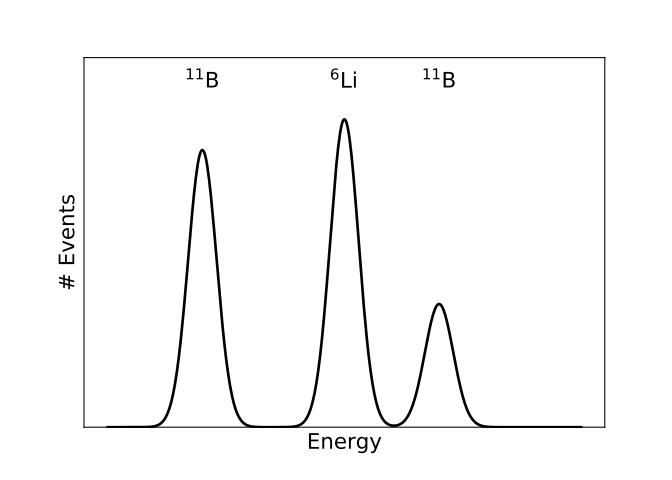 ¹¹B
⁶Li
¹¹B
# Events
Energy